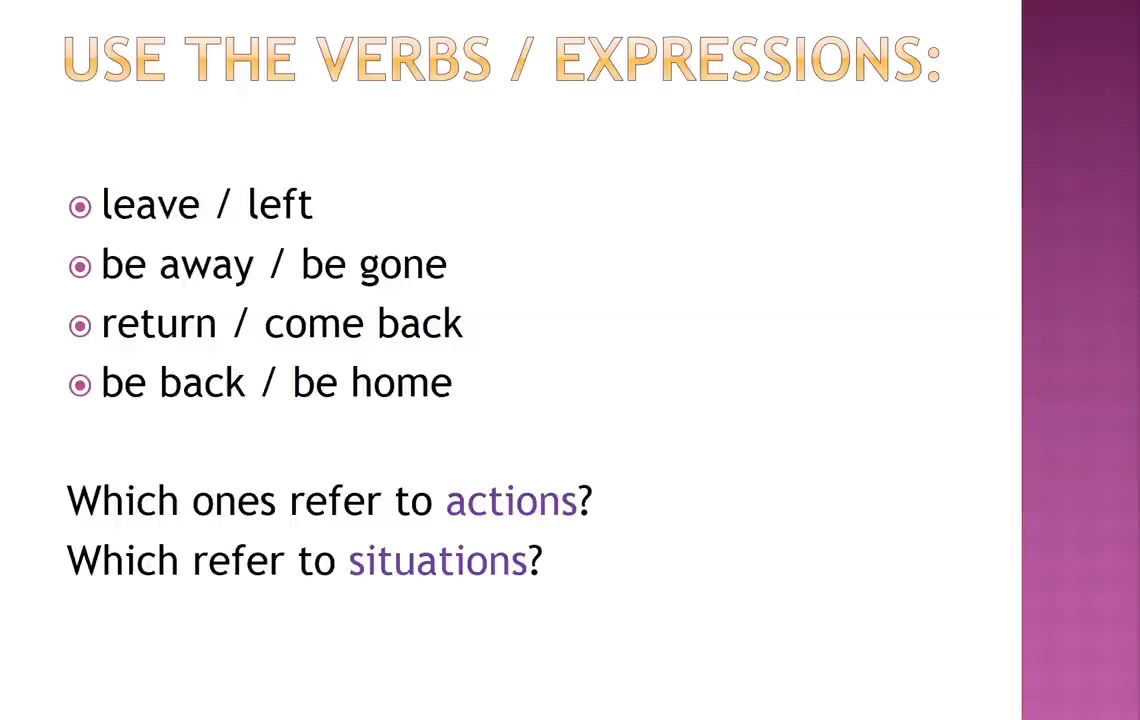 USE THE VERBS / EXPRESSIONS:
leave / left
be away / be gone
return / come back
be back / be home
Which ones refer to actions?
Which refer to situations?